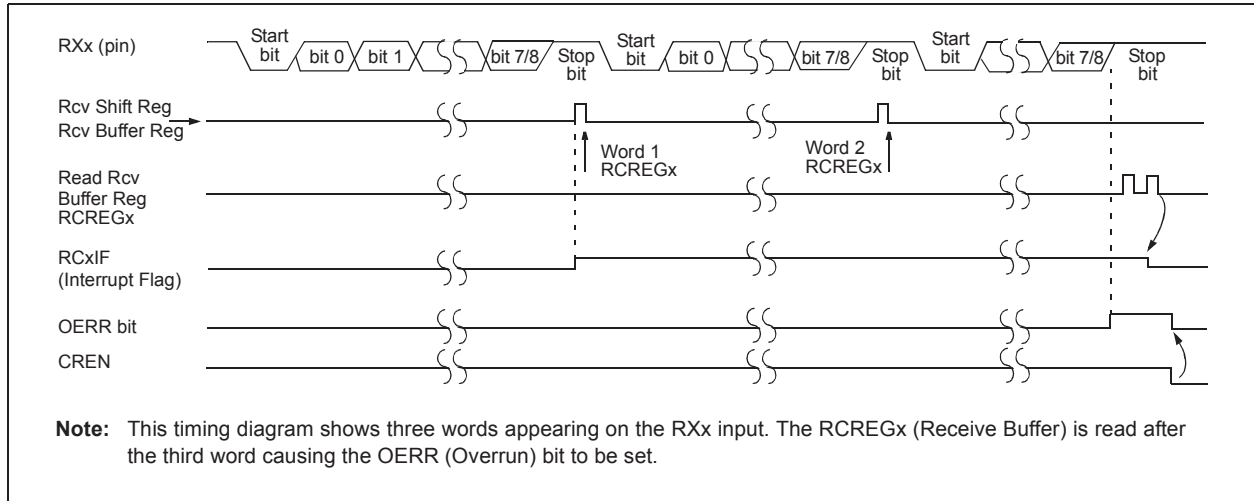 RXx (pin)
Start
bit
bit 0
bit 1
bit 7/8
Stop
bit
Start
bit
bit 0
bit 7/8
Stop
bit
Start
bit
bit 7/8
Stop
bit
Rcv Shift Reg
Rcv Buffer Reg
Word 1
RCREGx
Word 2
RCREGx
Read Rcv
Buffer Reg
RCREGx
RCxIF
(Interrupt Flag)
OERR bit
CREN
Note: This timing diagram shows three words appearing on the RXx input. The RCREGx (Receive Buffer) is read after
the third word causing the OERR (Overrun) bit to be set.